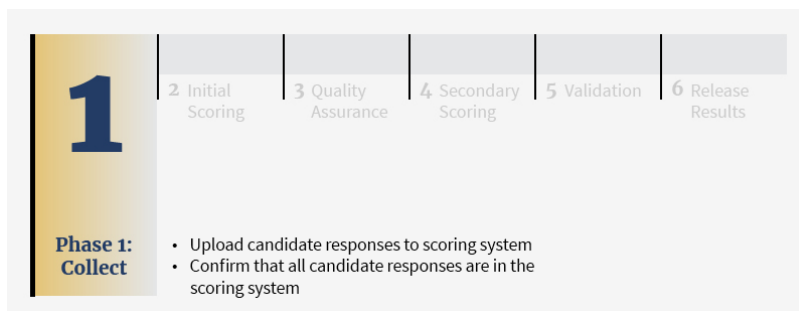 1
2 Initial
Scoring
3 Quality
Assurance
4 Secondary
Scoring
5 Validation
6 Release
Results
Phase 1:
Collect
• Upload candidate responses to scoring system
• Confirm that all candidate responses are in the
scoring system